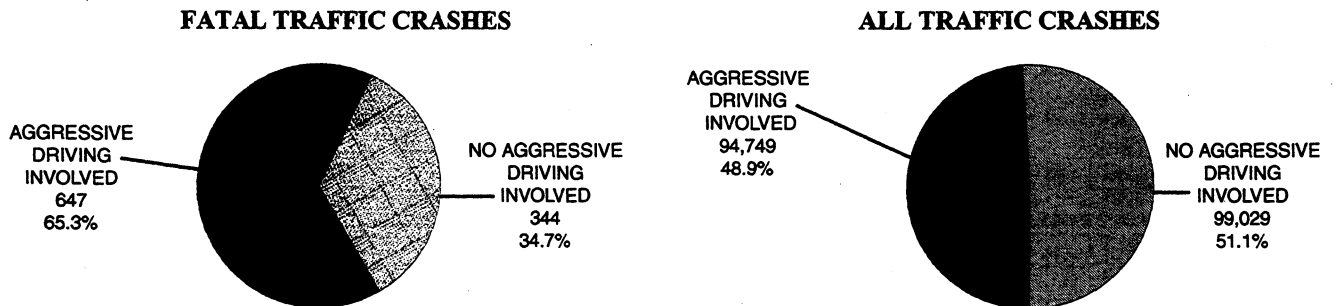 FATAL TRAFFIC CRASHES
AGGRESSIVE
DRIVING
INVOLVED
647
65.3%
NO AGGRESSIVE
DRIVING
INVOLVED
344
34.7%
ALL TRAFFIC CRASHES
AGGRESSIVE
DRIVING
INVOLVED
94,749
48.9%
NO AGGRESSIVE
DRIVING
INVOLVED
99,029
51.1%